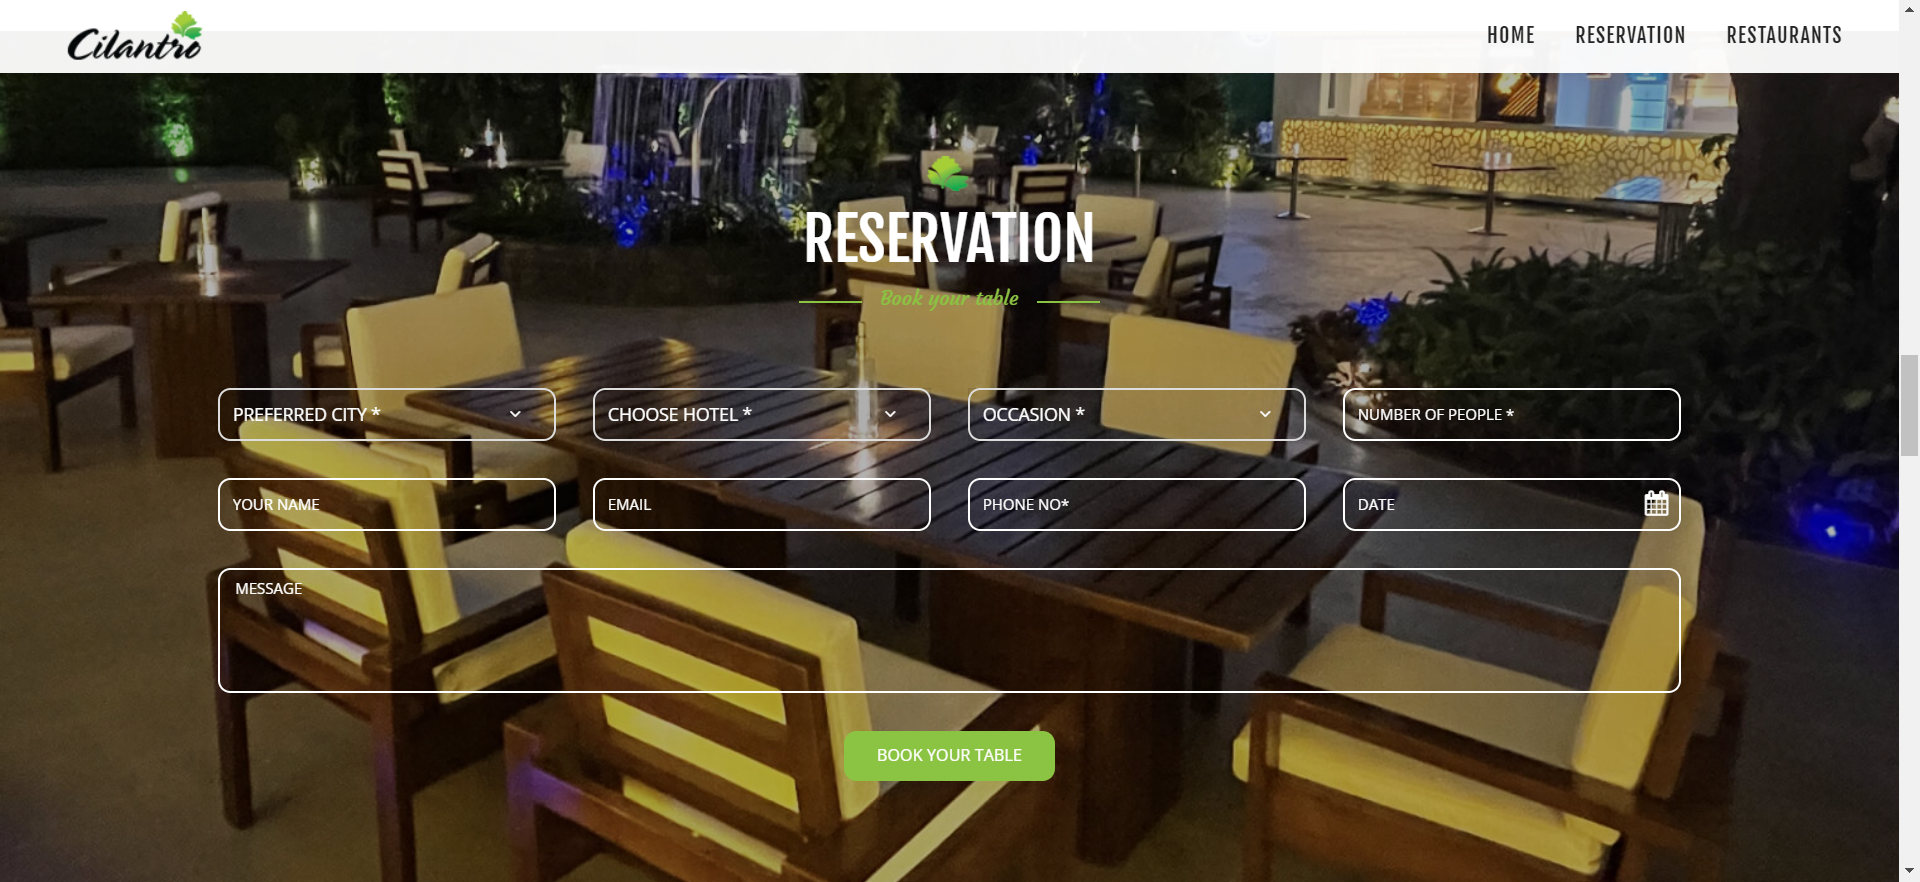 Cilantro
HOME RESERVATION RESTAURANTS
RESERVATION
Book your table
PREFERRED CITY * CHOOSE HOTEL * OCCASION * NUMBER OF PEOPLE *
YOUR NAME EMAIL PHONE NO* DATE
MESSAGE
BOOK YOUR TABLE